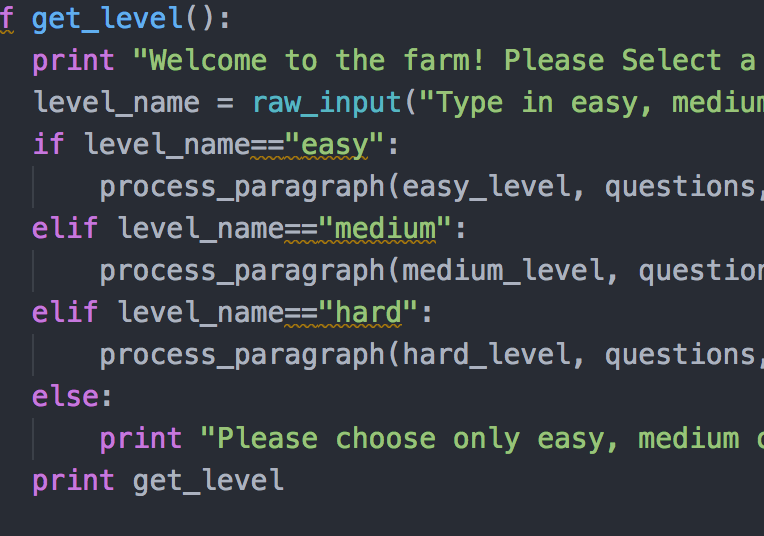 f get_level():
print "Welcome to the farm! Please Select a
level_name = raw_input("Type in easy, medium
if level_name=="easy":
process_paragraph(easy_level, questions,
elif level_name=="medium":
process_paragraph(medium_level, question
elif level_name=="hard":
process_paragraph(hard_level, questions,
else:
print "Please choose only easy, medium o
print get_level